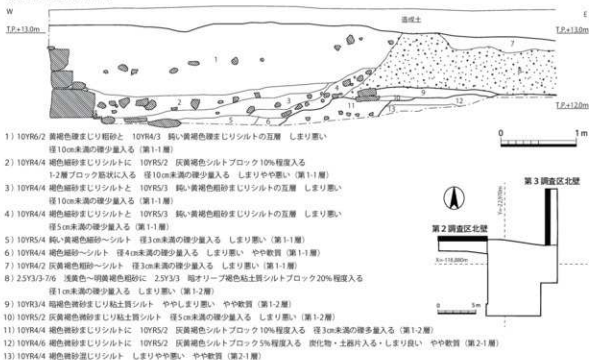 W
E
造成土
T.P.+13.0m
T.P.+13.0m
7
1
8
4
9
2
3
10
12
11
13
T.P.+12.0m
5
6
0 1m
1）10YR6/2 黄褐色礫まじり粗砂と 10YR4/3 鈍い黄褐色礫まじりシルトの互層 しまり悪い
径10㎝未満の礫少量入る（第1-1層）
2）10YR4/4 褐色細砂まじりシルトに 10YR5/2 灰黄褐色シルトブロック10%程度入る
1-2層ブロック筋状に入る 径10㎝未満の礫少量入る しまりやや悪い（第1-1層）
3）10YR4/4 褐色細砂まじりシルトと 10YR5/3 鈍い黄褐色粗砂まじりシルトの互層 しまり悪い
径10㎝未満の礫少量入る（第1-1層）
4）10YR4/4 褐色細砂まじりシルトと 10YR5/3 鈍い黄褐色粗砂まじりシルトの互層 しまり悪い
径5㎝未満の礫少量入る（第1-1層）
5）10YR5/4 鈍い黄褐色細砂～シルト 径3㎝未満の礫少量入る しまり悪い（第1-1層）
6）10YR4/4 褐色細砂～シルト 径4㎝未満の礫少量入る しまり悪い やや軟質（第1-1層）
7）10YR4/2 灰黄褐色粗砂～シルト 径3㎝未満の礫少量入る しまり悪い（第1-1層）
8）2.5Y3/3-7/6 浅黄色～明黄褐色粗砂に 2.5Y3/3 暗オリーブ褐色粘土質シルトブロック20%程度入る
径1㎝未満の礫少量入る しまり悪い（第1-2層）
9）10YR3/4 暗褐色微砂まじり粘土質シルト ややしまり悪い やや軟質（第1-2層）
10）10YR5/2 灰黄褐色微砂まじり粘土質シルト 径5㎝未満の礫少量入る しまり悪い（第1-2層）
11）10YR4/4 褐色微砂まじりシルトに 10YR5/2 灰黄褐色シルトブロック10%程度入る 径3㎝未満の礫多量入る（第1-2層）
12）10YR4/6 褐色微砂まじりシルトに 10YR5/2 灰黄褐色シルトブロック5%程度入る 炭化物・土器片入る・しまり良い やや軟質（第2-1層）
13）10YR4/4 褐色微砂混じりシルト しまりやや悪い やや軟質（第2-1層）
第3調査区北壁
第2調査区北壁
0 5m